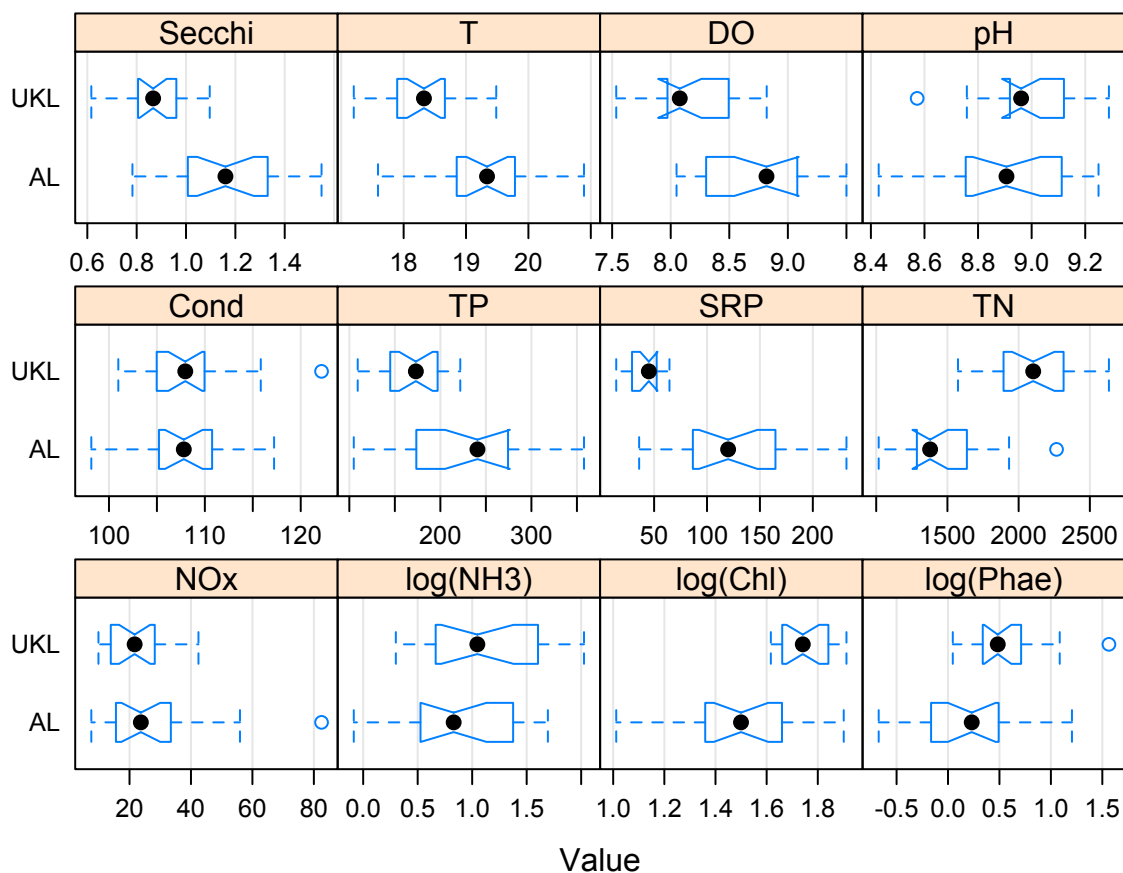 Secchi T DO pH
UKL
AL
0.6 0.8 1.0 1.2 1.4 18 19 20 7.5 8.0 8.5 9.0 8.4 8.6 8.8 9.0 9.2
Cond TP SRP TN
UKL
AL
100 110 120 200 300 50 100 150 200 1500 2000 2500
NOx log(NH3) log(Chl) log(Phae)
UKL
AL
20 40 60 80 0.0 0.5 1.0 1.5 1.0 1.2 1.4 1.6 1.8 -0.5 0.0 0.5 1.0 1.5
Value